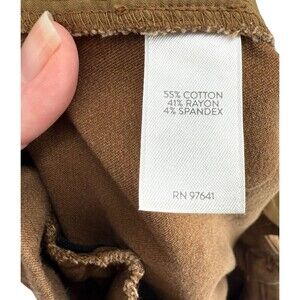 55% COTTON
41% RAYON
4% SPANDEX
RN 97641